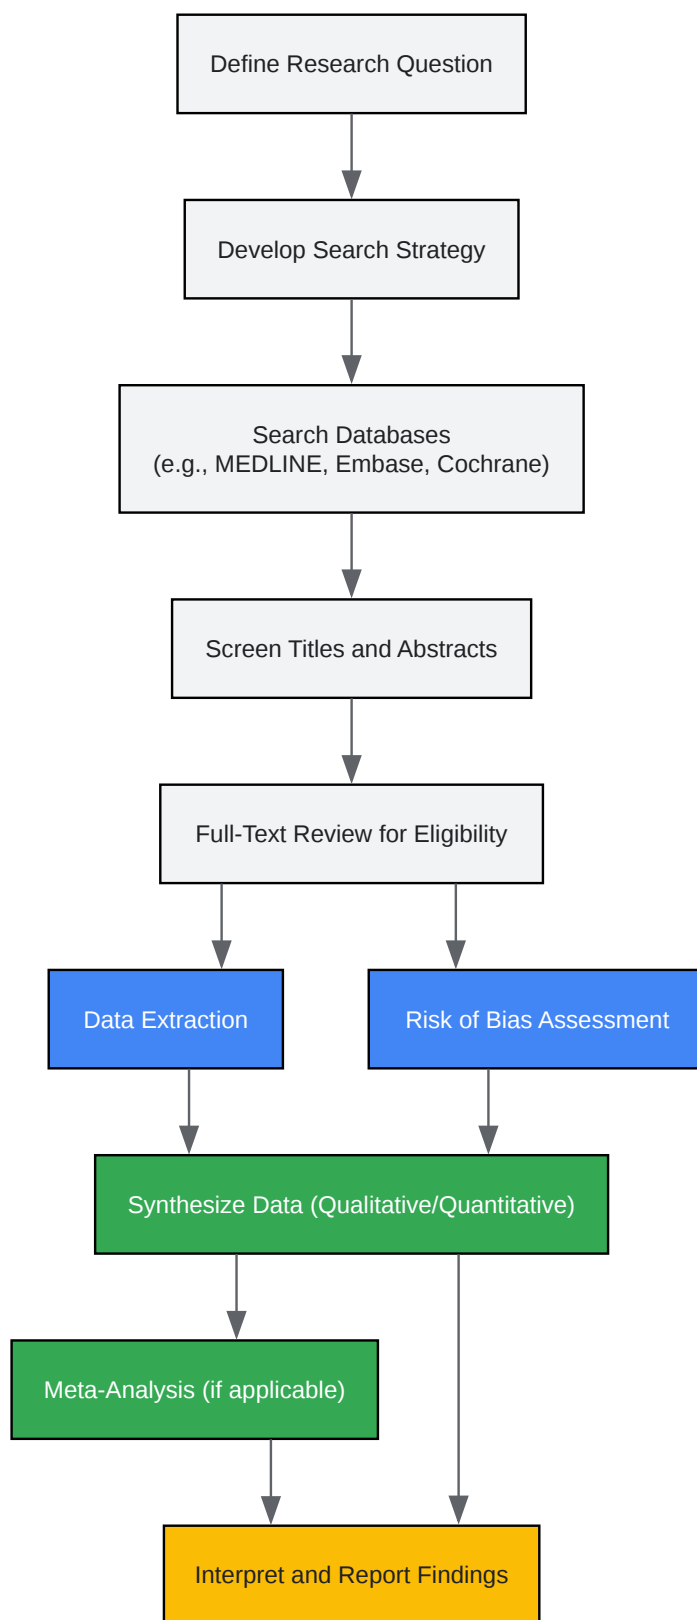 Define Research Question
Develop Search Strategy
Search Databases
(e.g., MEDLINE, Embase, Cochrane)
Screen Titles and Abstracts
Full-Text Review for Eligibility
Data Extraction
Risk of Bias Assessment
Synthesize Data (Qualitative/Quantitative)
Meta-Analysis (if applicable)
Interpret and Report Findings